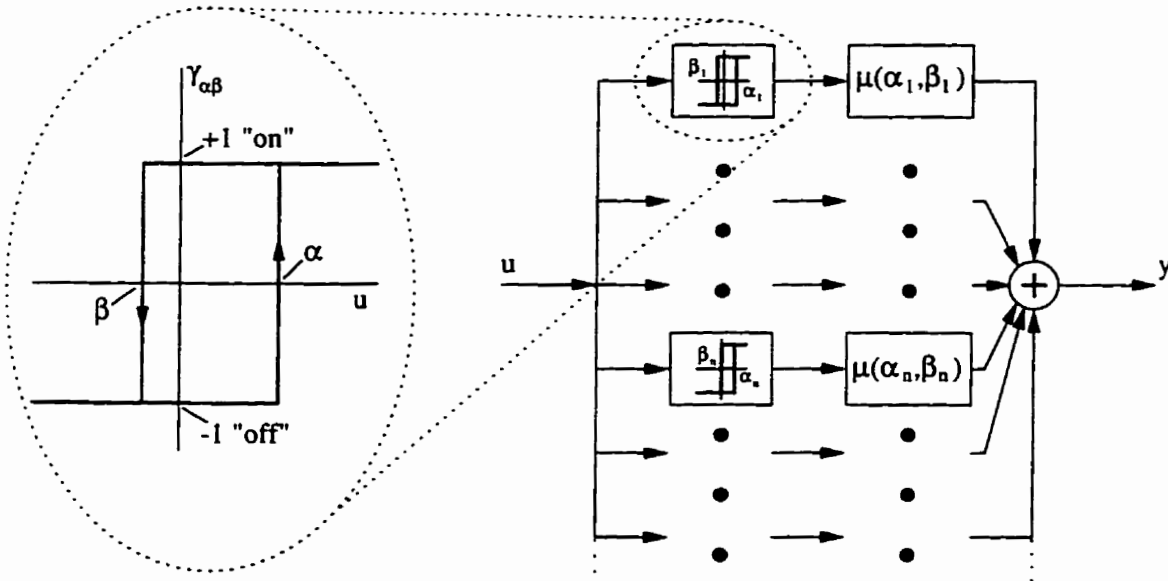 γαβ
+1 "on"
α
β
u
-1 "off"
u
β1
α1
μ(α1,β1)
βn
αn
μ(αn,βn)
+
y